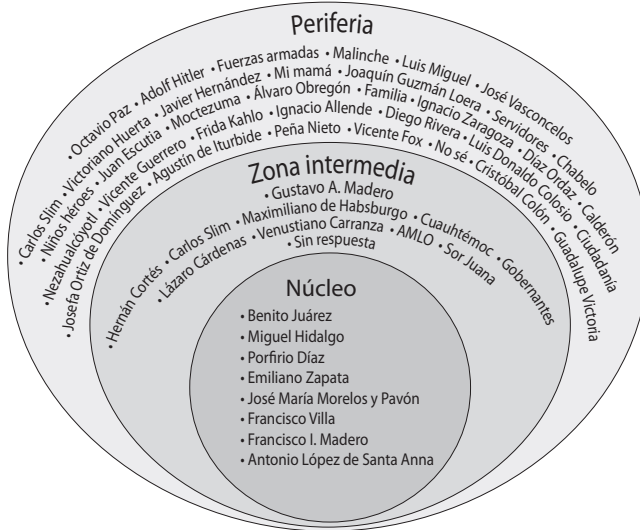 Periferia
• Octavio Paz • Adolf Hitler • Fuerzas armadas • Malinche • Luis Miguel • José Vasconcelos
• Carlos Slim • Victoriano Huerta • Javier Hernández • Mi mamá • Joaquín Guzmán Loera • Servidores • Chabelo
• Niños héroes • Juan Escutia • Moctezuma • Álvaro Obregón • Familia • Ignacio Zaragoza • Díaz Ordaz • Calderón
• Nezahualcóyotl • Vicente Guerrero • Frida Kahlo • Ignacio Allende • Diego Rivera • Luis Donaldo Colosio • Ciudadanía
• Josefa Ortiz de Domínguez • Agustín de Iturbide • Peña Nieto • Vicente Fox • No sé • Cristóbal Colón • Guadalupe Victoria
Zona intermedia
• Gustavo A. Madero
• Hernán Cortés • Carlos Slim • Maximiliano de Habsburgo • Cuauhtémoc • Gobernantes
• Lázaro Cárdenas • Venustiano Carranza • AMLO • Sor Juana
• Sin respuesta
Núcleo
• Benito Juárez
• Miguel Hidalgo
• Porfirio Díaz
• Emiliano Zapata
• José María Morelos y Pavón
• Francisco Villa
• Francisco I. Madero
• Antonio López de Santa Anna